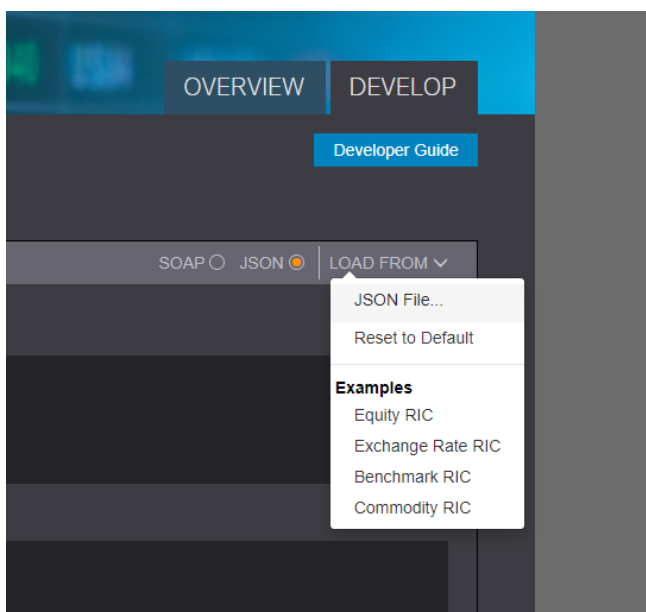 OVERVIEW DEVELOP
Developer Guide
SOAP JSON LOAD FROM
JSON File...
Reset to Default
Examples
Equity RIC
Exchange Rate RIC
Benchmark RIC
Commodity RIC